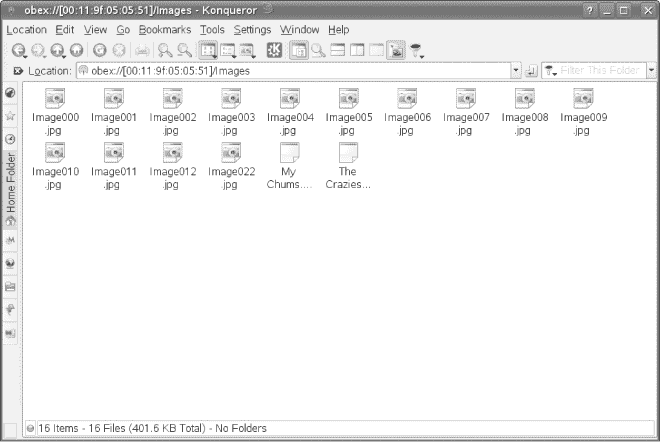 obex://[00:11:9f:05:05:51]/Images - Konqueror
Location Edit View Go Bookmarks Tools Settings Window Help
Location: obex://[00:11:9f:05:05:51]/Images
Filter This Folder
Home Folder
Image000 Image001 Image002 Image003 Image004 Image005 Image006 Image007 Image008 Image009
.jpg .jpg .jpg .jpg .jpg .jpg .jpg .jpg .jpg .jpg
Image010 Image011 Image012 Image022 My The
.jpg .jpg .jpg .jpg Chums.... Crazies...
16 Items - 16 Files (401.6 KB Total) - No Folders